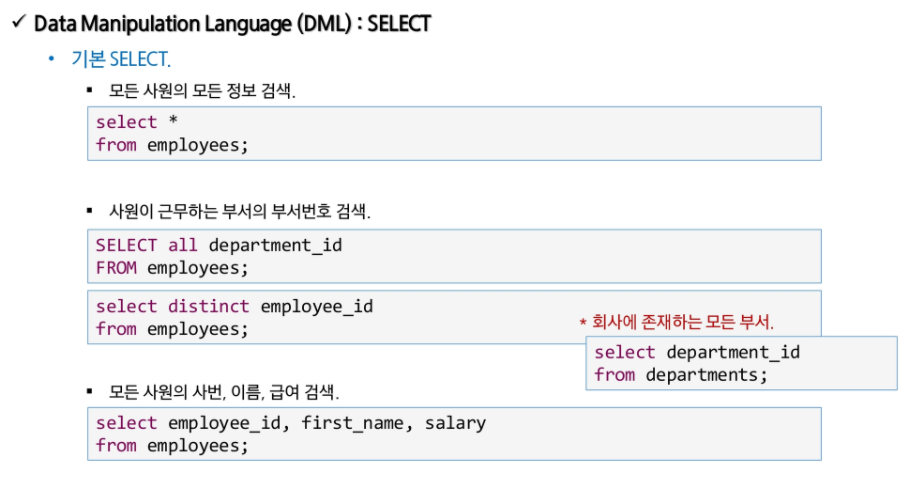 ✓ Data Manipulation Language (DML) : SELECT
• 기본 SELECT.
▪ 모든 사원의 모든 정보 검색.
select *
from employees;
▪ 사원이 근무하는 부서의 부서번호 검색.
SELECT all department_id
FROM employees;
select distinct employee_id
from employees;
* 회사에 존재하는 모든 부서.
select department_id
from departments;
▪ 모든 사원의 사번, 이름, 급여 검색.
select employee_id, first_name, salary
from employees;